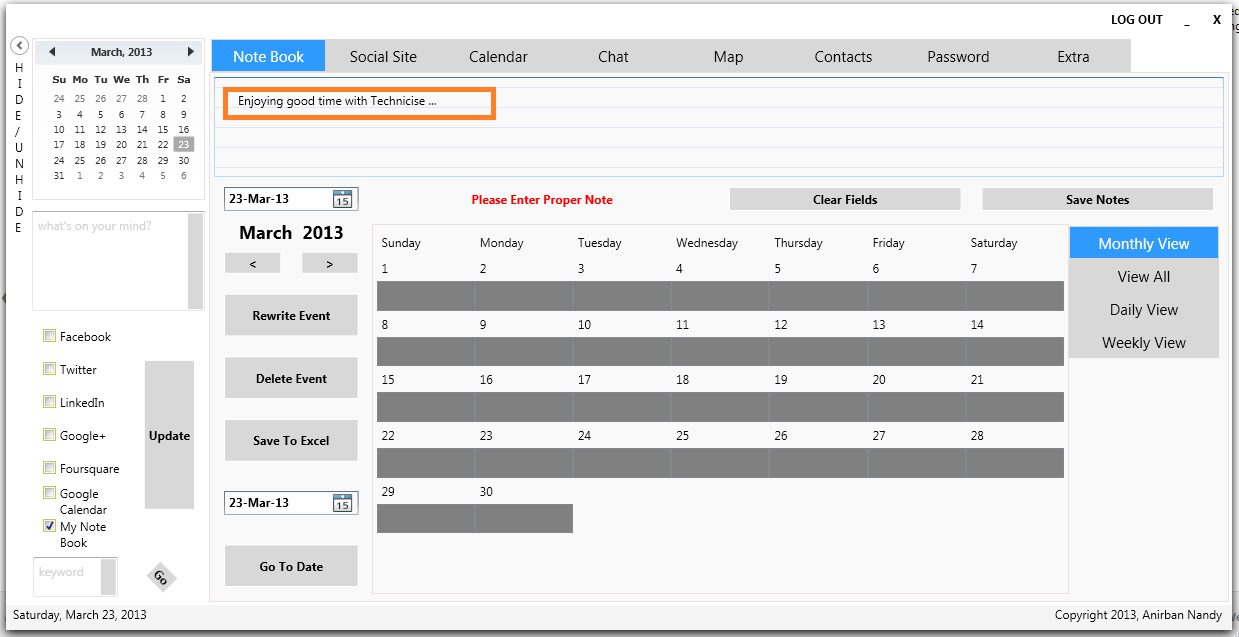 LOG OUT _ X
HIDE/UNHIDE
March, 2013
Su Mo Tu We Th Fr Sa
24 25 26 27 28 1 2
3 4 5 6 7 8 9
10 11 12 13 14 15 16
17 18 19 20 21 22 23
24 25 26 27 28 29 30
31 1 2 3 4 5 6
what's on your mind?
Facebook
Twitter
LinkedIn
Google+
Foursquare
Google
Calendar
My Note
Book
Update
keyword
Go
Note Book Social Site Calendar Chat Map Contacts Password Extra
Enjoying good time with Technicise ...
23-Mar-13 15 Please Enter Proper Note Clear Fields Save Notes
March 2013
< >
Rewrite Event
Delete Event
Save To Excel
23-Mar-13 15
Go To Date
Sunday Monday Tuesday Wednesday Thursday Friday Saturday
1 2 3 4 5 6 7
8 9 10 11 12 13 14
15 16 17 18 19 20 21
22 23 24 25 26 27 28
29 30
Monthly View
View All
Daily View
Weekly View
Saturday, March 23, 2013 Copyright 2013, Anirban Nandy